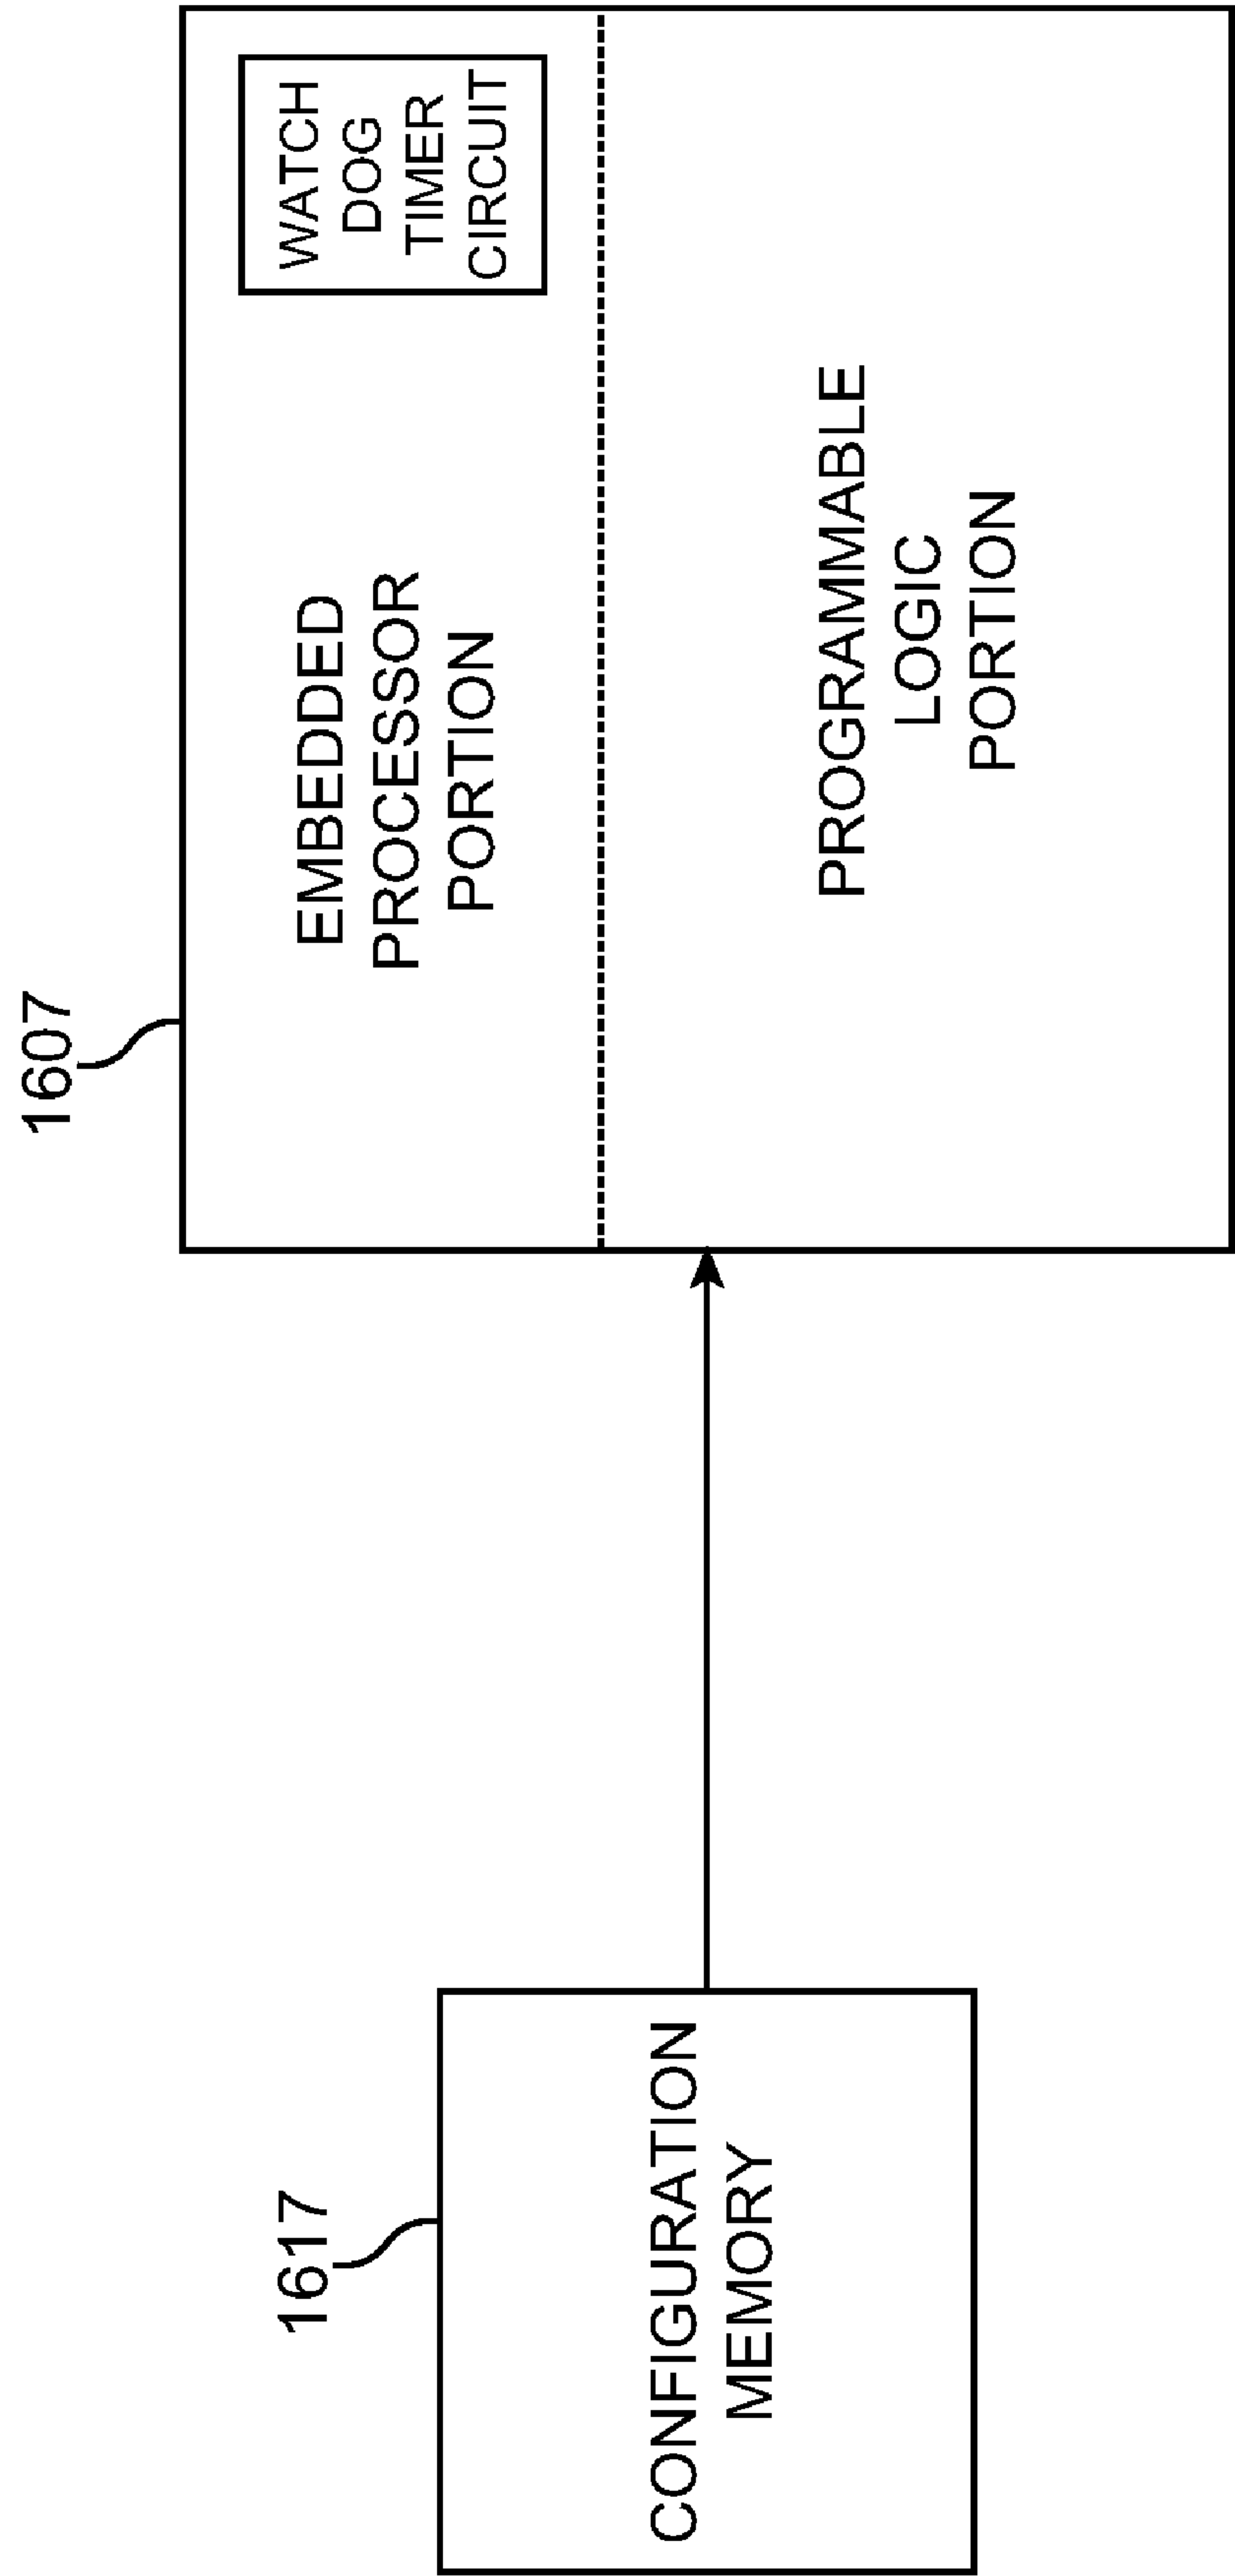 1617
CONFIGURATION
MEMORY
1607
EMBEDDED
PROCESSOR
PORTION
WATCH
DOG
TIMER
CIRCUIT
PROGRAMMABLE
LOGIC
PORTION